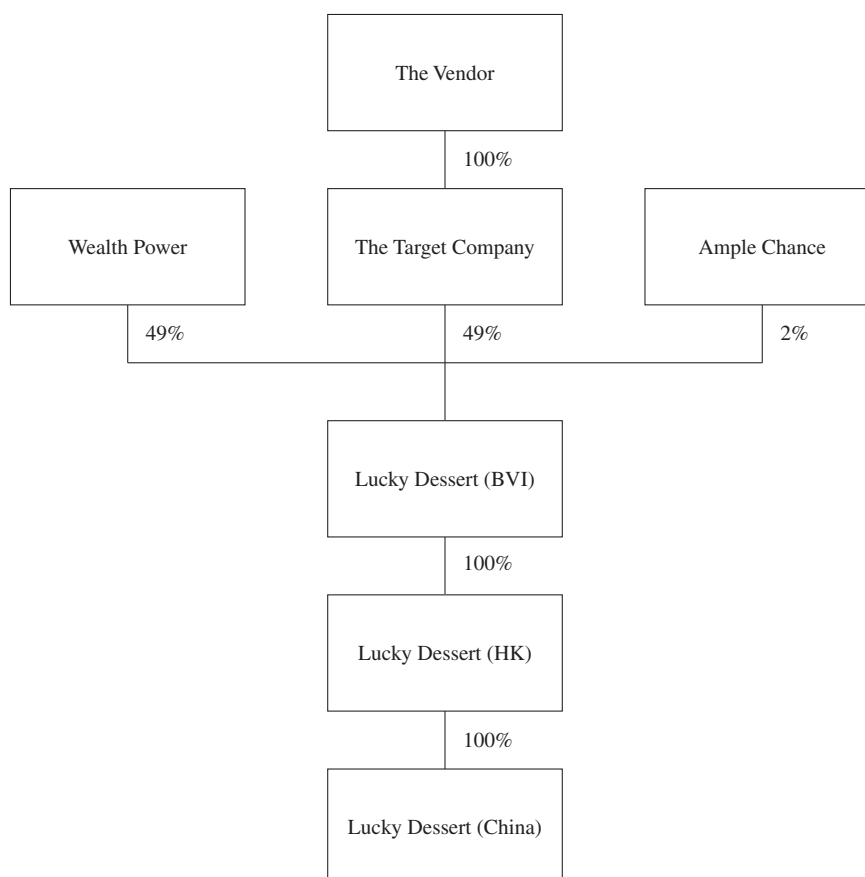 The Vendor
100%
Wealth Power
The Target Company
Ample Chance
49%
49%
2%
Lucky Dessert (BVI)
100%
Lucky Dessert (HK)
100%
Lucky Dessert (China)